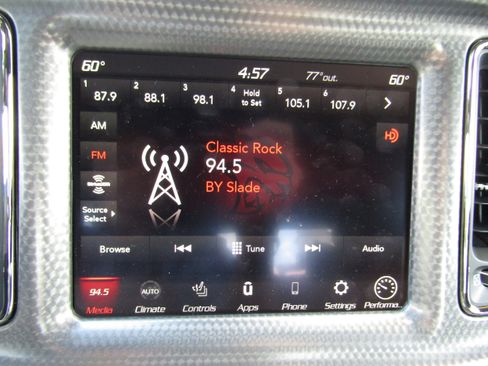 60° 4:57 77°out. 60°
1 2 3 4 5 6
87.9 88.1 98.1 Hold to Set 105.1 107.9
AM
HD
FM
Classic Rock
94.5
BY Slade
SiriusXM
Source
Select
Browse Tune Audio
94.5 AUTO
Media Climate Controls Apps Phone Settings Performa..